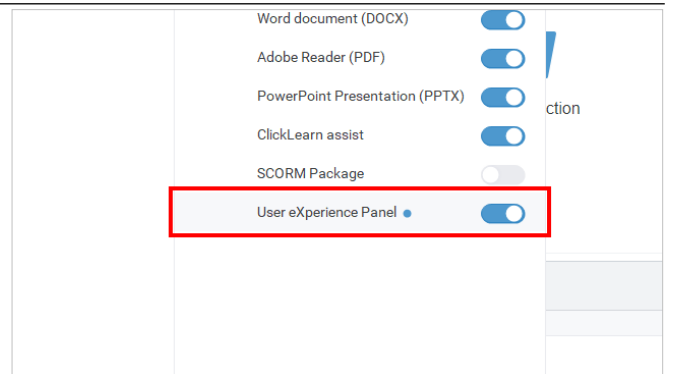 Word document (DOCX)
Adobe Reader (PDF)
PowerPoint Presentation (PPTX)
ction
ClickLearn assist
SCORM Package
User eXperience Panel